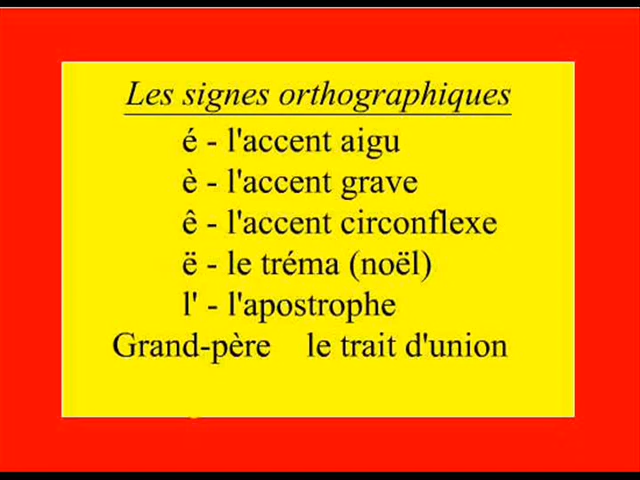 Les signes orthographiques
é - l'accent aigu
è - l'accent grave
ê - l'accent circonflexe
ë - le tréma (noël)
l' - l'apostrophe
Grand-père le trait d'union